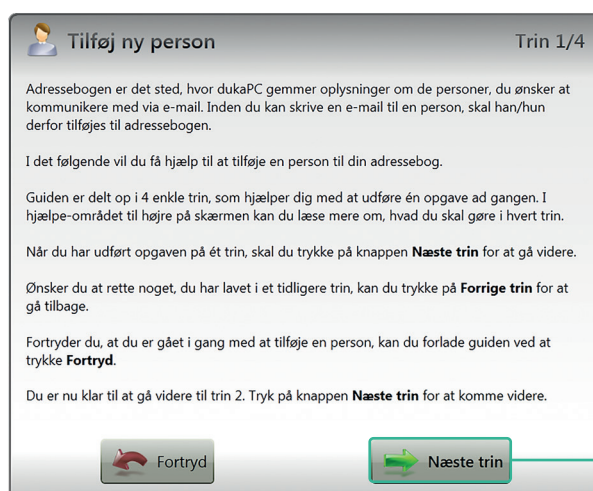 Tilføj ny person
Trin 1/4
Adressebogen er det sted, hvor dukaPC gemmer oplysninger om de personer, du ønsker at
kommunikere med via e-mail. Inden du kan skrive en e-mail til en person, skal han/hun
derfor tilføjes til adressebogen.
I det følgende vil du få hjælp til at tilføje en person til din adressebog.
Guiden er delt op i 4 enkle trin, som hjælper dig med at udføre én opgave ad gangen. I
hjælpe-området til højre på skærmen kan du læse mere om, hvad du skal gøre i hvert trin.
Når du har udført opgaven på ét trin, skal du trykke på knappen Næste trin for at gå videre.
Ønsker du at rette noget, du har lavet i et tidligere trin, kan du trykke på Forrige trin for at
gå tilbage.
Fortryder du, at du er gået i gang med at tilføje en person, kan du forlade guiden ved at
trykke Fortryd.
Du er nu klar til at gå videre til trin 2. Tryk på knappen Næste trin for at komme videre.
Fortryd
Næste trin